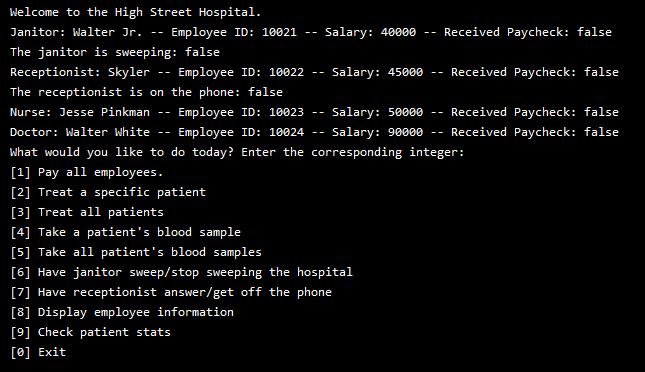 Welcome to the High Street Hospital.
Janitor: Walter Jr. -- Employee ID: 10021 -- Salary: 40000 -- Received Paycheck: false
The janitor is sweeping: false
Receptionist: Skyler -- Employee ID: 10022 -- Salary: 45000 -- Received Paycheck: false
The receptionist is on the phone: false
Nurse: Jesse Pinkman -- Employee ID: 10023 -- Salary: 50000 -- Received Paycheck: false
Doctor: Walter White -- Employee ID: 10024 -- Salary: 90000 -- Received Paycheck: false
What would you like to do today? Enter the corresponding integer:
[1] Pay all employees.
[2] Treat a specific patient
[3] Treat all patients
[4] Take a patient's blood sample
[5] Take all patient's blood samples
[6] Have janitor sweep/stop sweeping the hospital
[7] Have receptionist answer/get off the phone
[8] Display employee information
[9] Check patient stats
[0] Exit